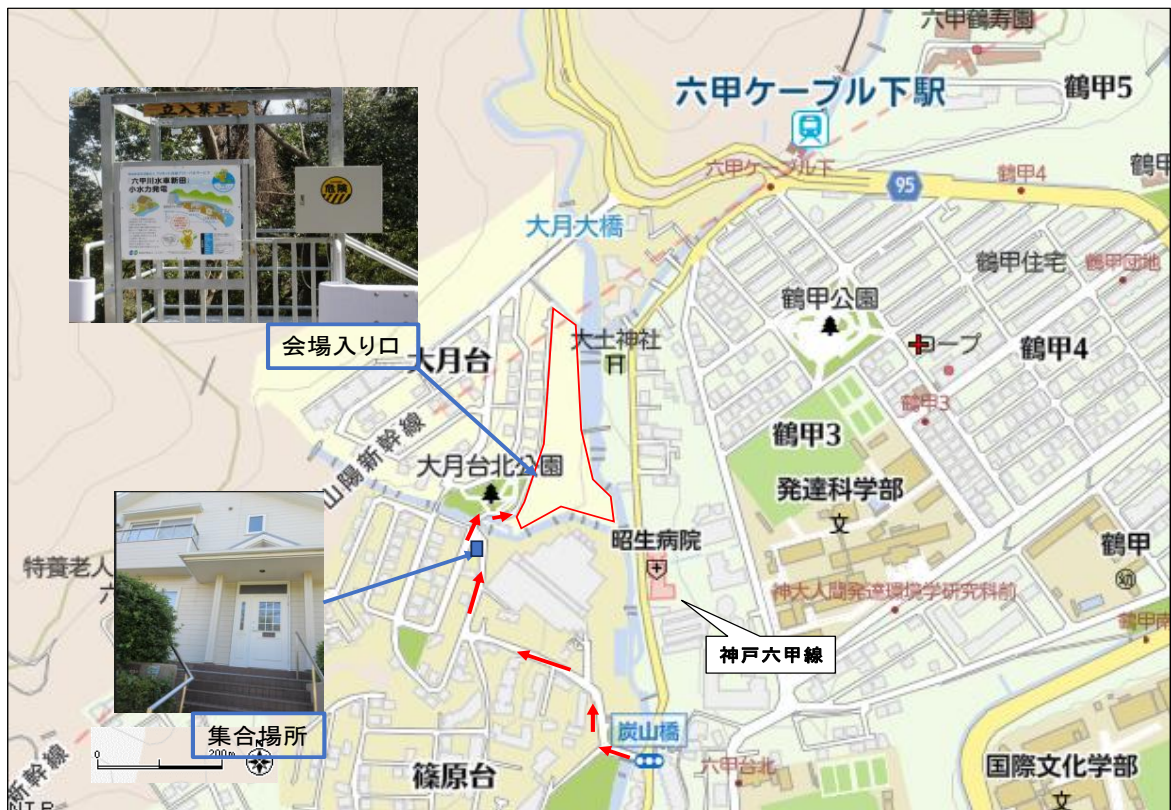 六甲鶴寿園
六甲ケーブル下駅
鶴甲5
立入禁止
「六甲川水車新田」
小水力発電
危険
六甲ケーブル下
95
鶴甲4
大月大橋
鶴甲住宅
鶴甲団地
鶴甲公園
会場入り口
大月台
大土神社
コープ
鶴甲4
鶴甲3
山陽新幹線
鶴甲3
大月台北公園
発達科学部
文
昭生病院
鶴甲
幼
特養老人
六
神大人間発達環境学研究科前
鶴甲南
神戸六甲線
集合場所
炭山橋
0
200m
N
六甲台北
国際文化学部
文
篠原台
新幹線